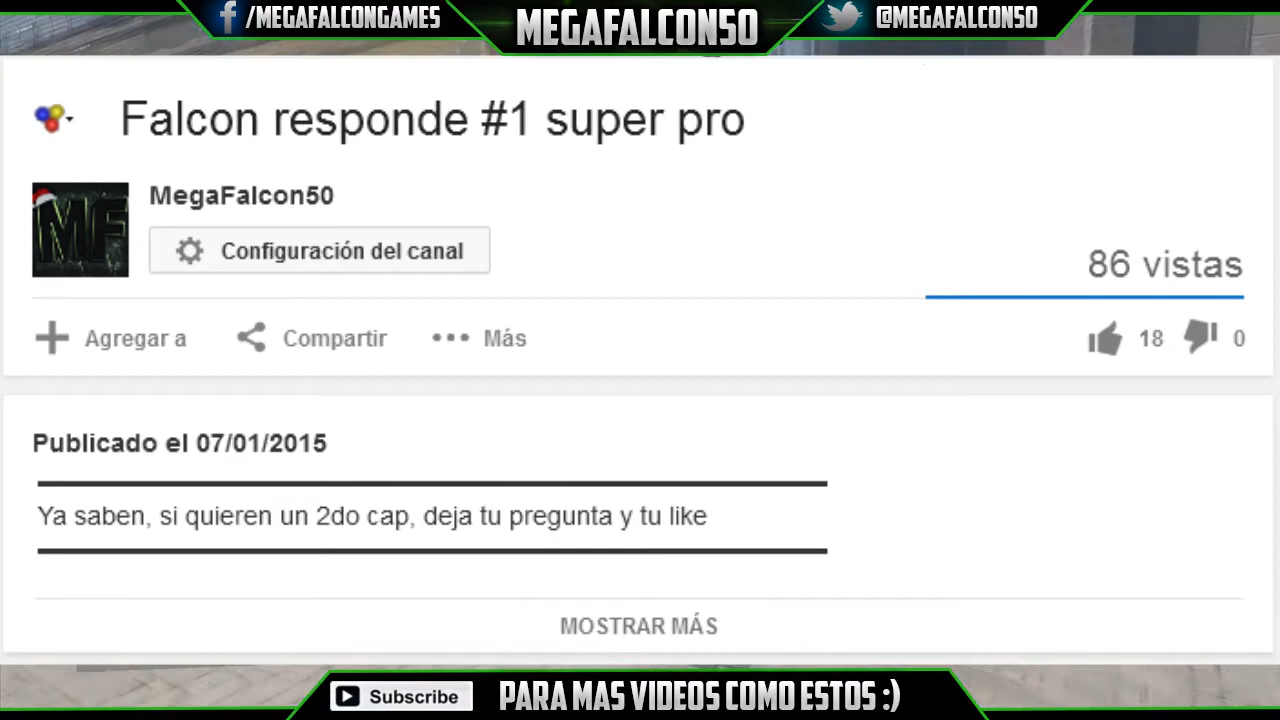 /MEGAFALCONGAMES
MEGAFALCON50
@MEGAFALCON50
Falcon responde #1 super pro
MF
MegaFalcon50
Configuración del canal
86 vistas
Agregar a
Compartir
Más
18
0
Publicado el 07/01/2015
Ya saben, si quieren un 2do cap, deja tu pregunta y tu like
MOSTRAR MÁS
Subscribe
PARA MAS VIDEOS COMO ESTOS :)